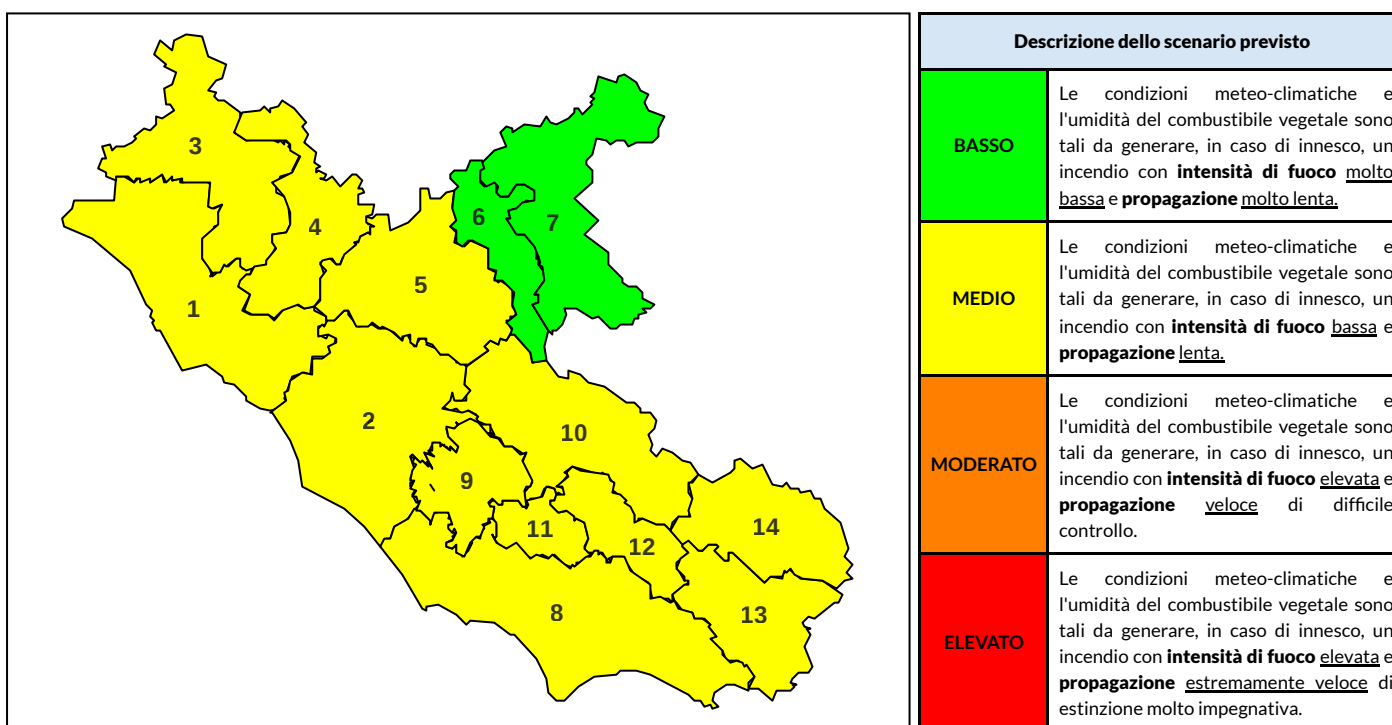 3
4
6
7
5
1
2
10
9
11
12
14
8
13
Descrizione dello scenario previsto
BASSO
Le condizioni meteo-climatiche e
l'umidità del combustibile vegetale sono
tali da generare, in caso di innesco, un
incendio con intensità di fuoco molto
bassa e propagazione molto lenta.
MEDIO
Le condizioni meteo-climatiche e
l'umidità del combustibile vegetale sono
tali da generare, in caso di innesco, un
incendio con intensità di fuoco bassa e
propagazione lenta.
MODERATO
Le condizioni meteo-climatiche e
l'umidità del combustibile vegetale sono
tali da generare, in caso di innesco, un
incendio con intensità di fuoco elevata e
propagazione veloce di difficile
controllo.
ELEVATO
Le condizioni meteo-climatiche e
l'umidità del combustibile vegetale sono
tali da generare, in caso di innesco, un
incendio con intensità di fuoco elevata e
propagazione estremamente veloce di
estinzione molto impegnativa.